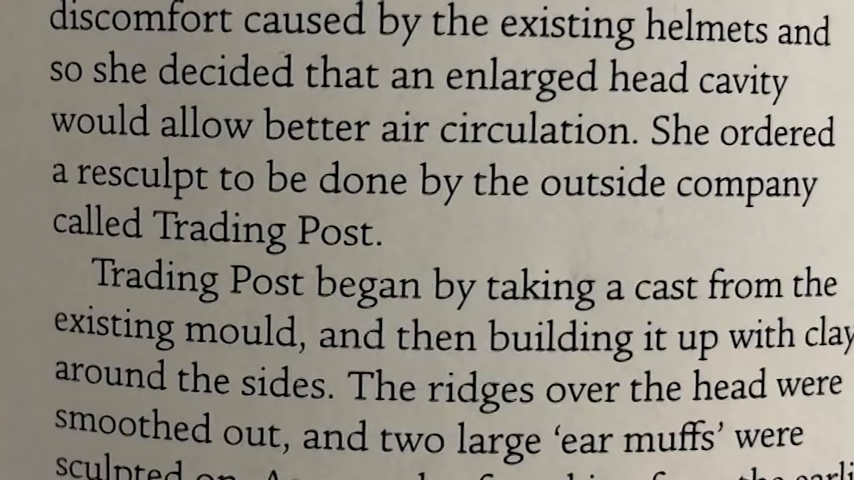 discomfort caused by the existing helmets and
so she decided that an enlarged head cavity
would allow better air circulation. She ordered
a resculpt to be done by the outside company
called Trading Post.
Trading Post began by taking a cast from the
existing mould, and then building it up with clay
around the sides. The ridges over the head were
smoothed out, and two large ‘ear muffs’ were
sculpted on.